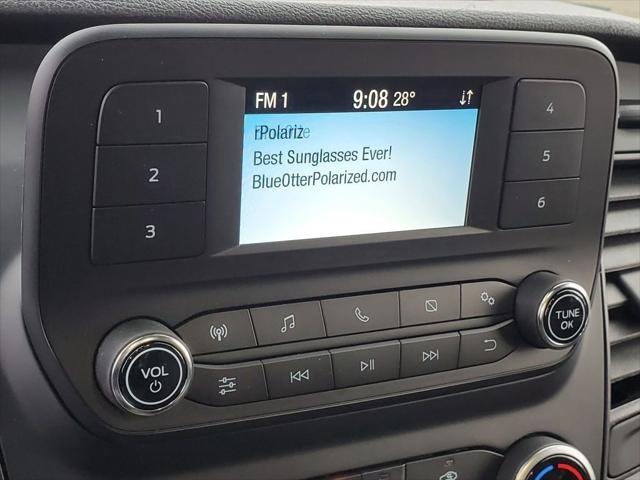 FM 1 9:08 28°
rPolariz
Best Sunglasses Ever!
BlueOtterPolarized.com
1
2
3
4
5
6
VOL
TUNE
OK